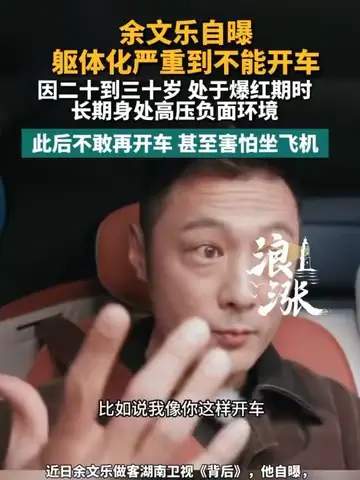 余文乐自曝
躯体化严重到不能开车
因二十到三十岁 处于爆红期时
长期身处高压负面环境
此后不敢再开车 甚至害怕坐飞机
浪上涨
比如说我像你这样开车
近日余文乐做客湖南卫视《背后》，他自曝，